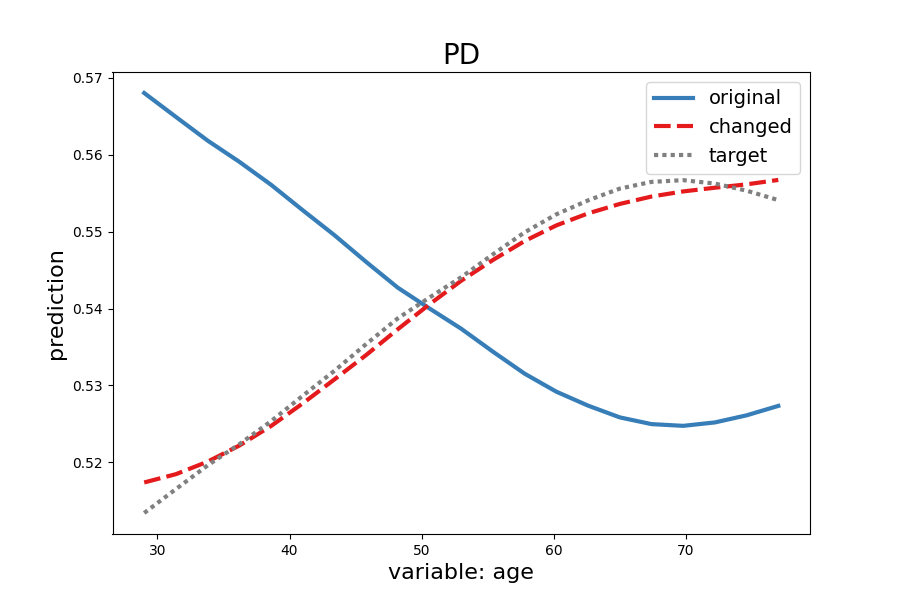 PD
0.57
0.56
0.55
0.54
0.53
0.52
prediction
original
changed
target
30 40 50 60 70
variable: age